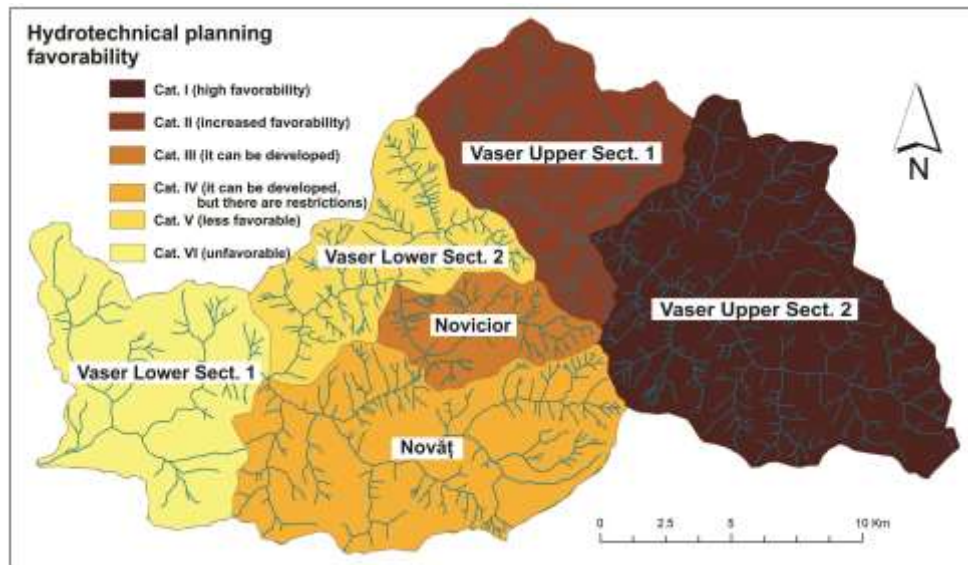 Hydrotechnical planning
favorability
Cat. I (high favorability)
Cat. II (increased favorability)
Cat. III (it can be developed)
Cat. IV (it can be developed,
but there are restrictions)
Cat. V (less favorable)
Cat. VI (unfavorable)
Vaser Upper Sect. 1
N
Vaser Lower Sect. 2
Vaser Upper Sect. 2
Novicior
Vaser Lower Sect. 1
Novăţ
0 2.5 5 10 Km